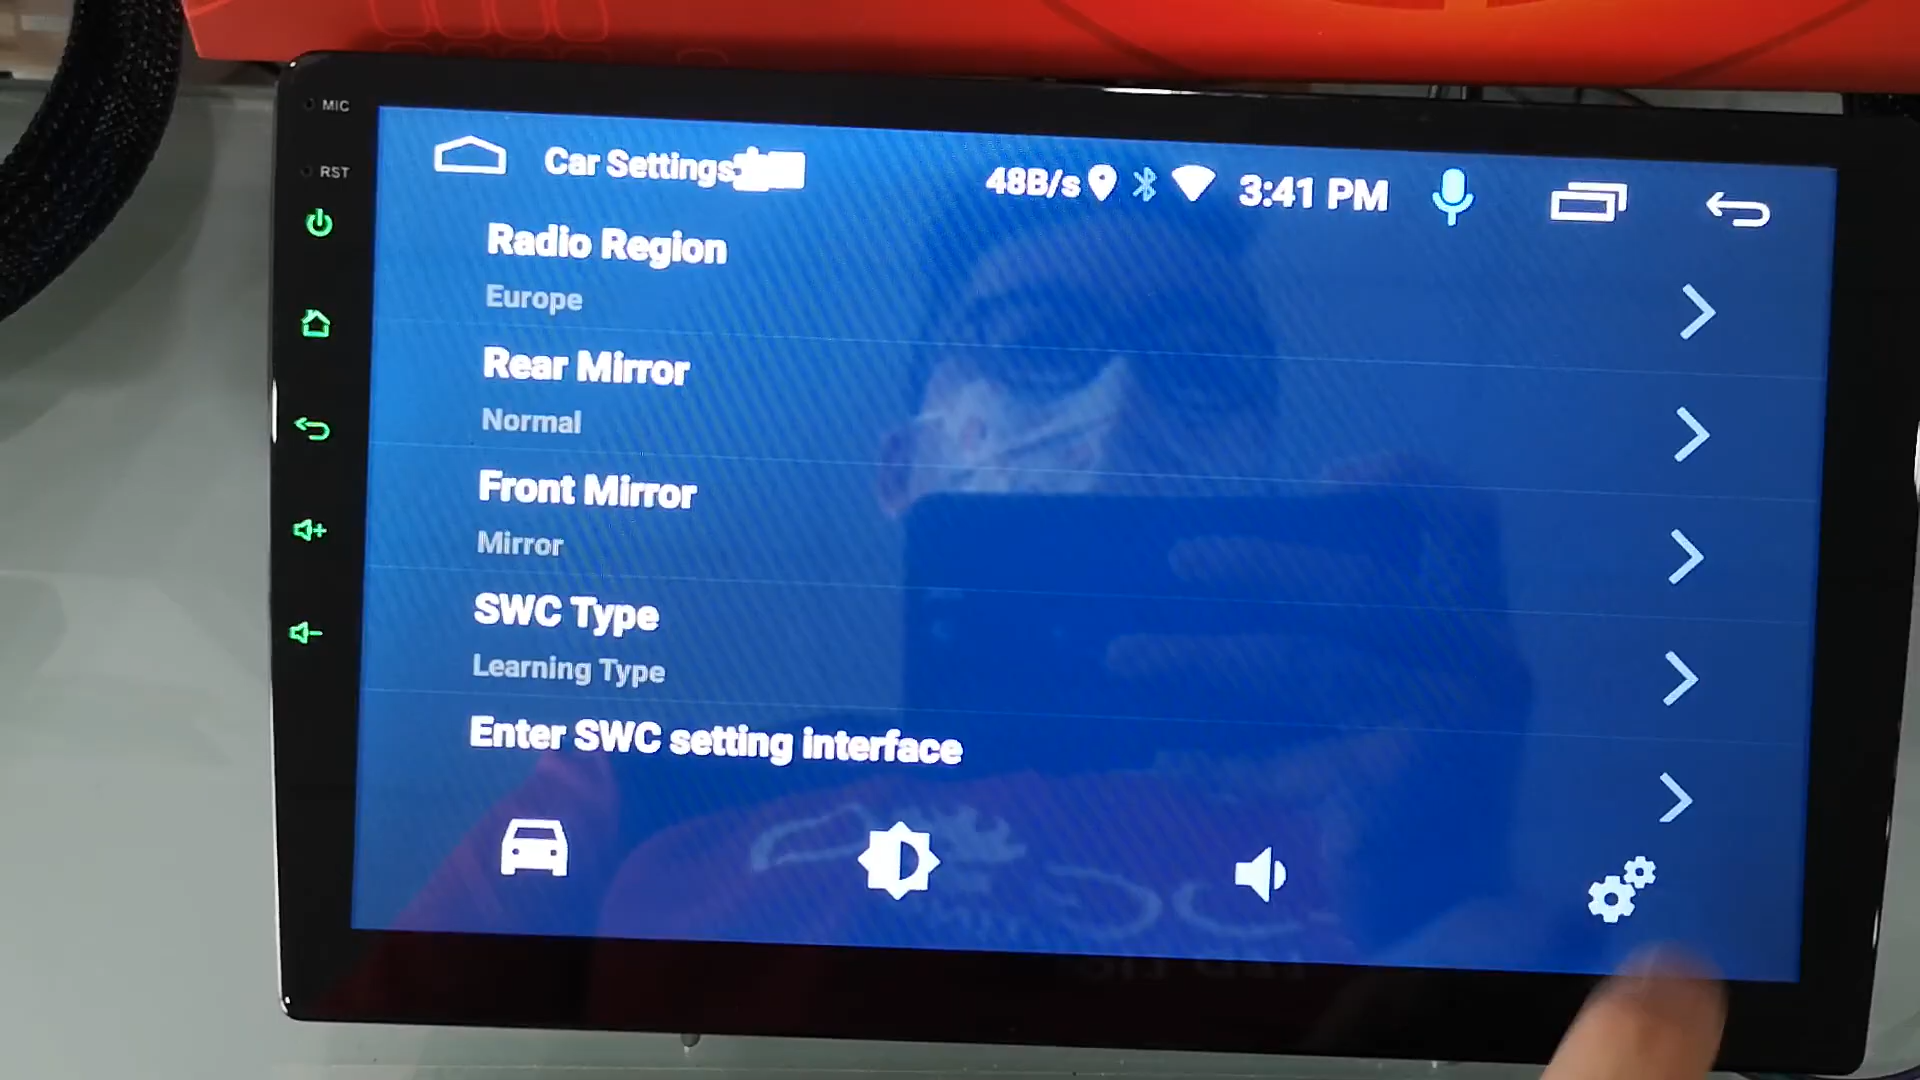 MIC
RST
Car Settings
48B/s
3:41 PM
Radio Region
Europe
Rear Mirror
Normal
Front Mirror
Mirror
SWC Type
Learning Type
Enter SWC setting interface